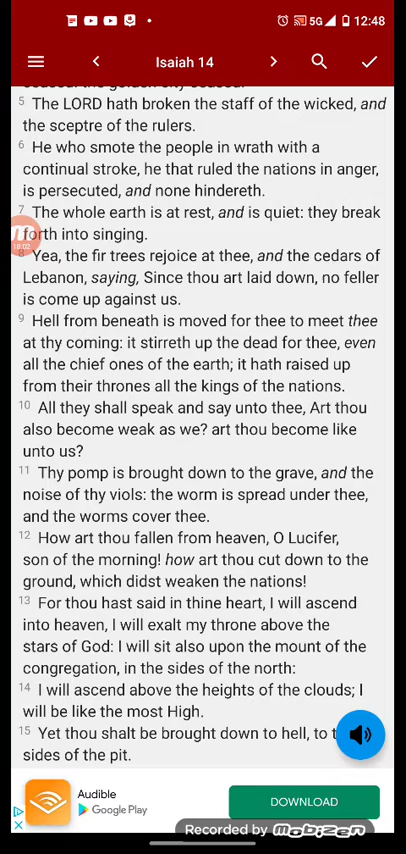 5G 12:48
Isaiah 14
5 The LORD hath broken the staff of the wicked, and
the sceptre of the rulers.
6 He who smote the people in wrath with a
continual stroke, he that ruled the nations in anger,
is persecuted, and none hindereth.
7 The whole earth is at rest, and is quiet: they break
forth into singing.
18:02
8 Yea, the fir trees rejoice at thee, and the cedars of
Lebanon, saying, Since thou art laid down, no feller
is come up against us.
9 Hell from beneath is moved for thee to meet thee
at thy coming: it stirreth up the dead for thee, even
all the chief ones of the earth; it hath raised up
from their thrones all the kings of the nations.
10 All they shall speak and say unto thee, Art thou
also become weak as we? art thou become like
unto us?
11 Thy pomp is brought down to the grave, and the
noise of thy viols: the worm is spread under thee,
and the worms cover thee.
12 How art thou fallen from heaven, O Lucifer,
son of the morning! how art thou cut down to the
ground, which didst weaken the nations!
13 For thou hast said in thine heart, I will ascend
into heaven, I will exalt my throne above the
stars of God: I will sit also upon the mount of the
congregation, in the sides of the north:
14 I will ascend above the heights of the clouds; I
will be like the most High.
15 Yet thou shalt be brought down to hell, to
sides of the pit.
Audible
Google Play
DOWNLOAD
Recorded by Mobizen